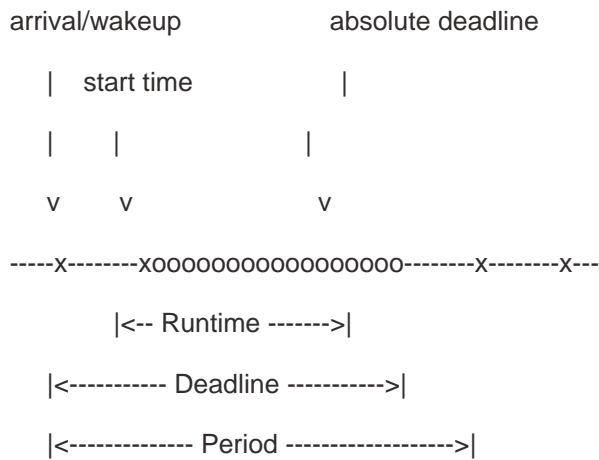 arrival/wakeup                    absolute deadline
     |    start time                        |
     |        |                         |
     v        v                         v
-----x--------xooooooooooooooooo--------x--------x---
              |<-- Runtime ------->|
     |<----------- Deadline ----------->|
     |<-------------- Period ------------------->|